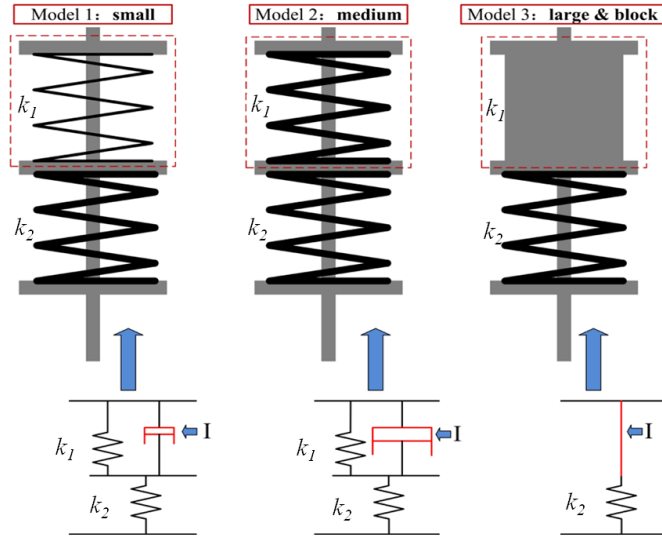 Model 1: small
Model 2: medium
Model 3: large & block
k1
k1
k1
k2
k2
k2
I
I
I
k1
k1
k2
k2
k2